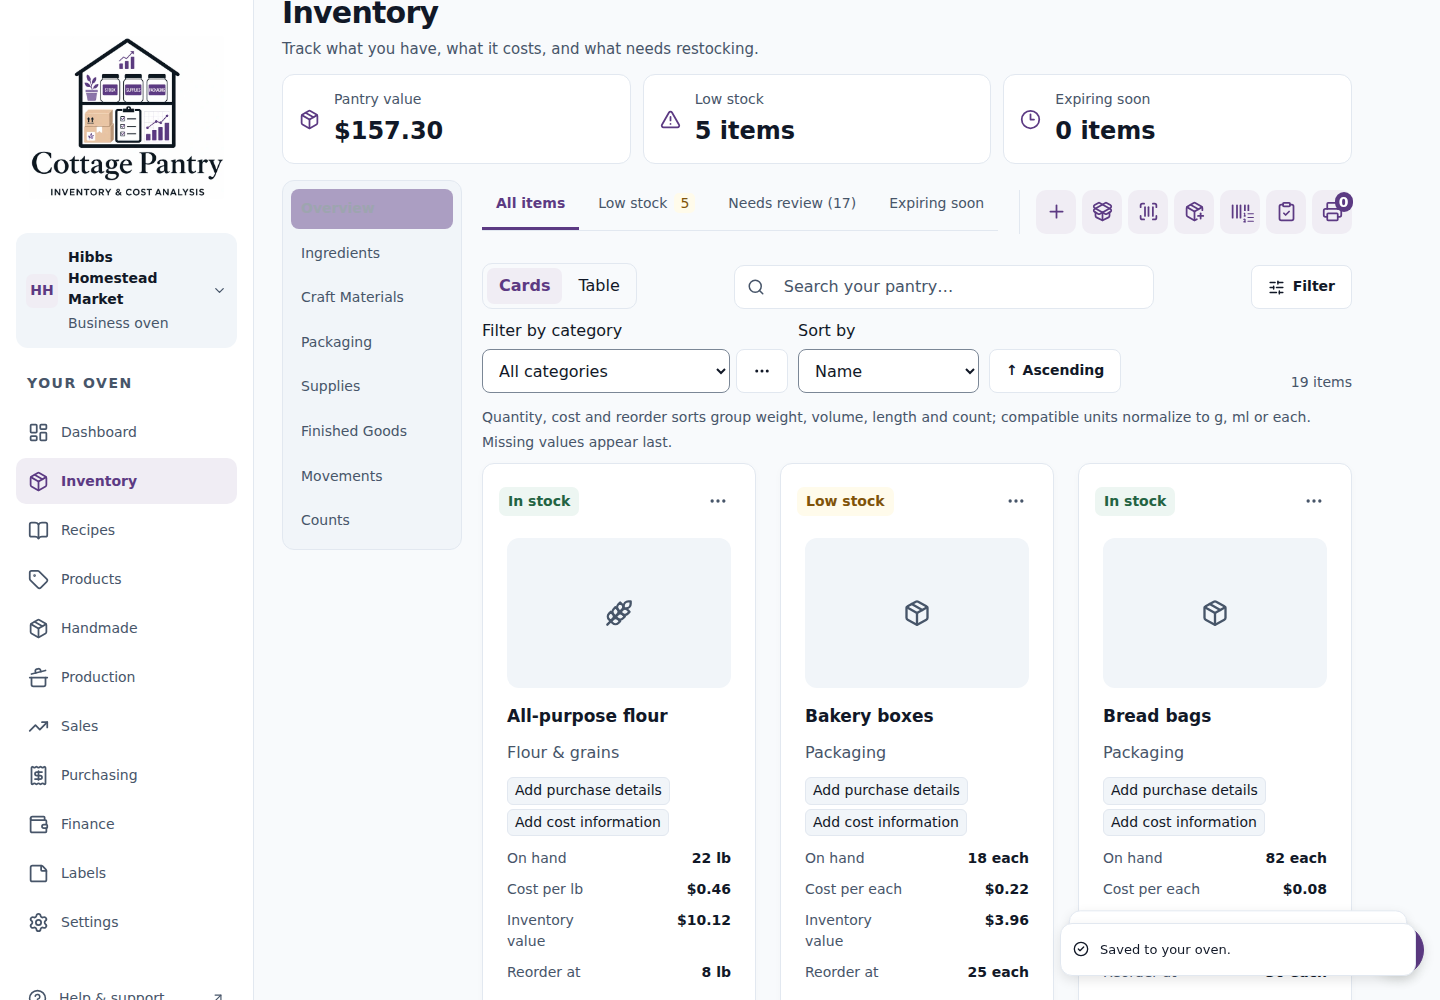 Cottage Pantry
INVENTORY & COST ANALYSIS
HH
Hibbs
Homestead
Market
Business oven
YOUR OVEN
Dashboard
Inventory
Recipes
Products
Handmade
Production
Sales
Purchasing
Finance
Labels
Settings
Help & support
Inventory
Track what you have, what it costs, and what needs restocking.
Pantry value
$157.30
Low stock
5 items
Expiring soon
0 items
Ingredients
Craft Materials
Packaging
Supplies
Finished Goods
Movements
Counts
All items
Low stock 5
Needs review (17)
Expiring soon
0
Cards
Table
Search your pantry...
Filter
Filter by category
Sort by
All categories
Name
↑ Ascending
19 items
Quantity, cost and reorder sorts group weight, volume, length and count; compatible units normalize to g, ml or each.
Missing values appear last.
In stock
All-purpose flour
Flour & grains
Add purchase details
Add cost information
On hand 22 lb
Cost per lb $0.46
Inventory value $10.12
Reorder at 8 lb
Low stock
Bakery boxes
Packaging
Add purchase details
Add cost information
On hand 18 each
Cost per each $0.22
Inventory value $3.96
Reorder at 25 each
In stock
Bread bags
Packaging
Add purchase details
Add cost information
On hand 82 each
Cost per each $0.08
Saved to your oven.